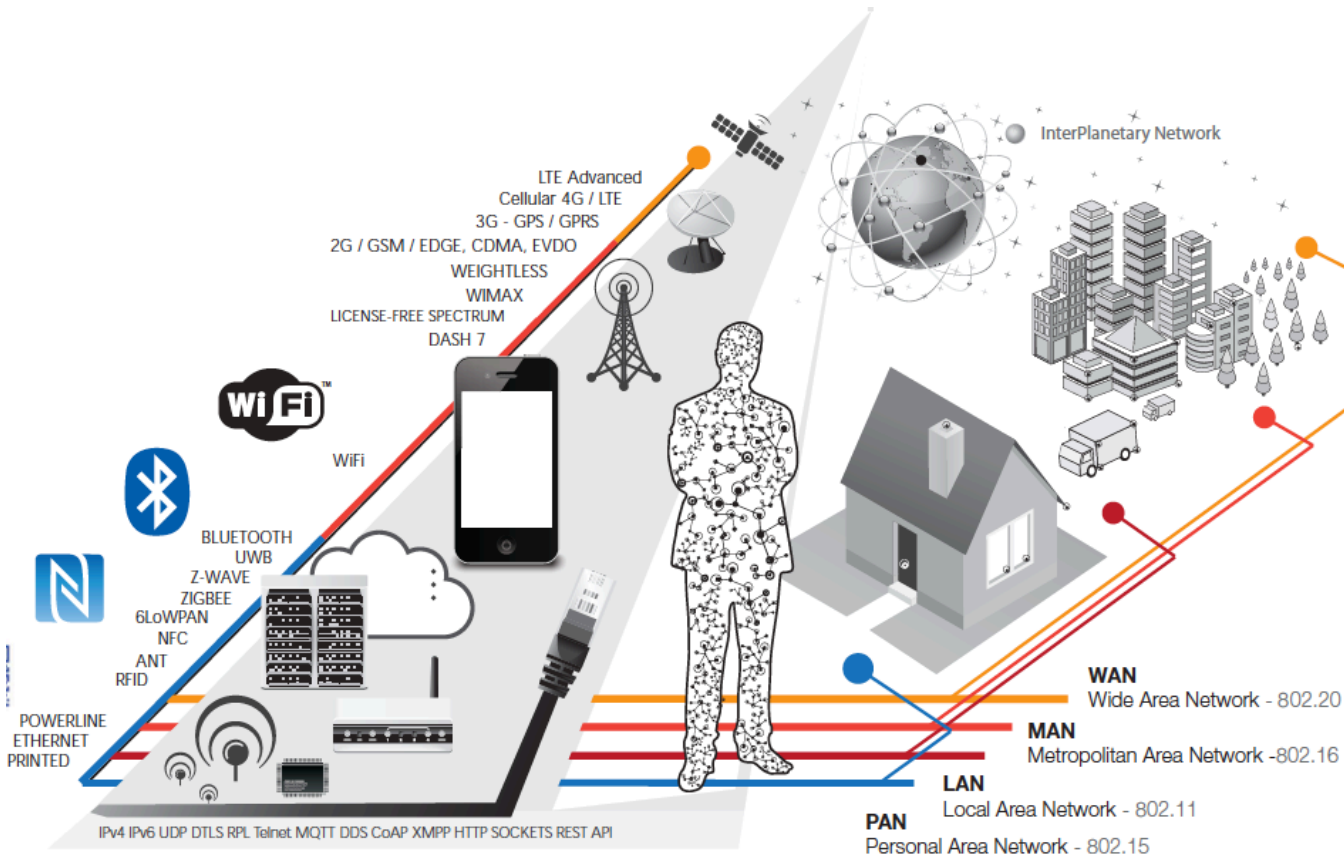 InterPlanetary Network
LTE Advanced
Cellular 4G / LTE
3G - GPS / GPRS
2G / GSM / EDGE, CDMA, EVDO
WEIGHTLESS
WIMAX
LICENSE-FREE SPECTRUM
DASH 7
Wi Fi ™
WiFi
BLUETOOTH
UWB
Z-WAVE
ZIGBEE
6LoWPAN
NFC
ANT
RFID
POWERLINE
ETHERNET
PRINTED
WAN
Wide Area Network - 802.20
MAN
Metropolitan Area Network -802.16
LAN
Local Area Network - 802.11
PAN
Personal Area Network - 802.15
IPv4 IPv6 UDP DTLS RPL Telnet MQTT DDS CoAP XMPP HTTP SOCKETS REST API